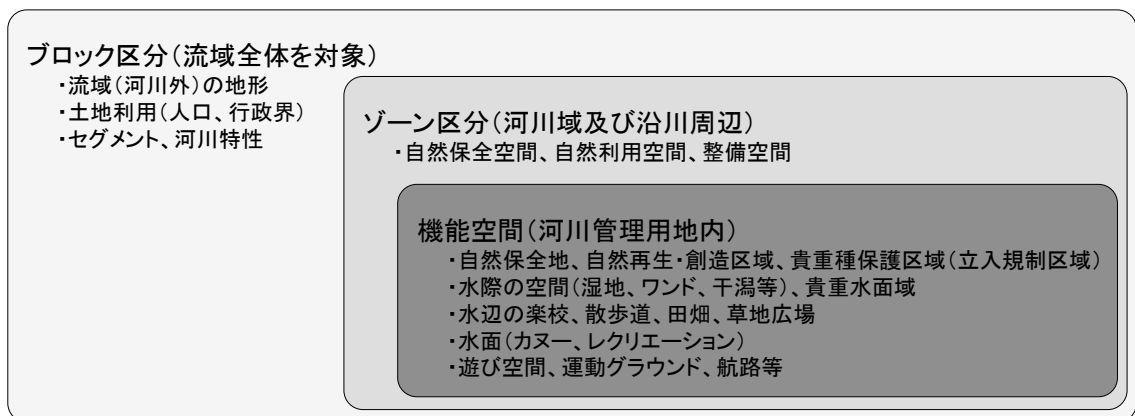 ブロック区分（流域全体を対象）
・流域（河川外）の地形
・土地利用（人口、行政界）
・セグメント、河川特性
ゾーン区分（河川域及び沿川周辺）
・自然保全空間、自然利用空間、整備空間
機能空間（河川管理用地内）
・自然保全地、自然再生・創造区域、貴重種保護区域（立入規制区域）
・水際の空間（湿地、ワンド、干潟等）、貴重水面域
・水辺の楽校、散歩道、田畑、草地広場
・水面（カヌー、レクリエーション）
・遊び空間、運動グラウンド、航路等